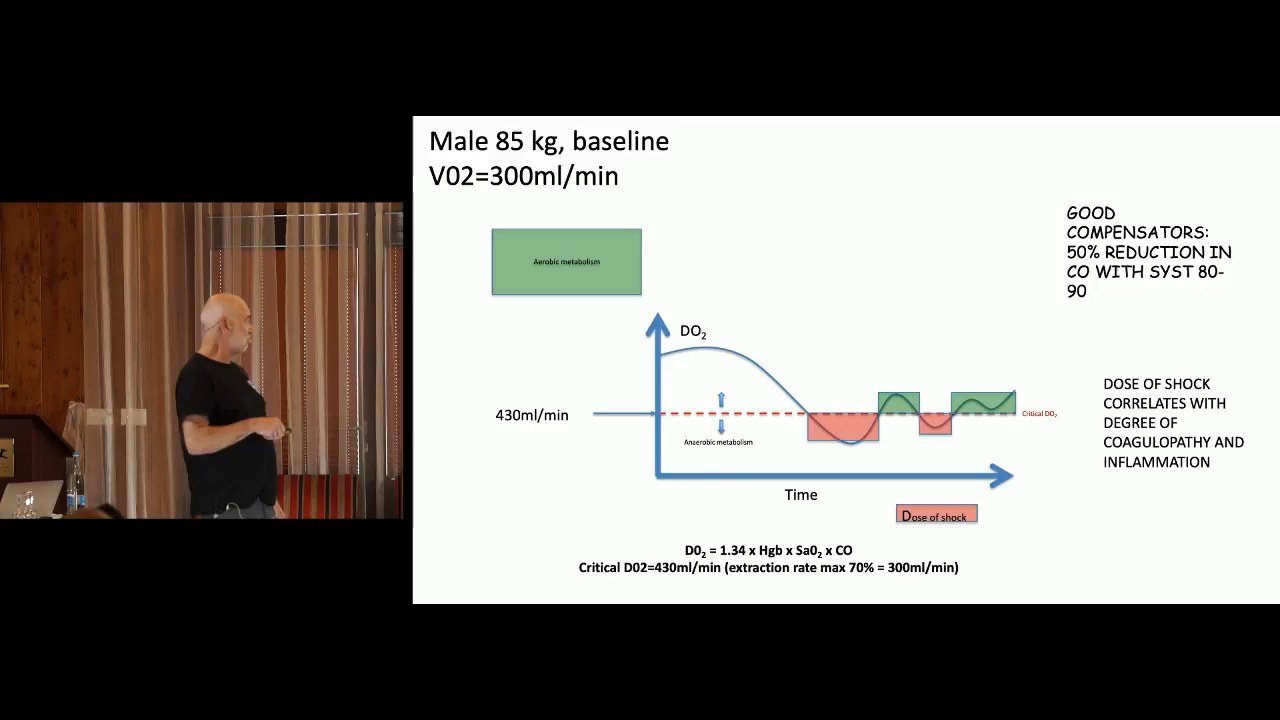 Male 85 kg, baseline
V02=300ml/min
GOOD
COMPENSATORS:
50% REDUCTION IN
CO WITH SYST 80-
90
Aerobic metabolism
DO₂
430ml/min
Critical DO₂
Anaerobic metabolism
DOSE OF SHOCK
CORRELATES WITH
DEGREE OF
COAGULOPATHY AND
INFLAMMATION
Time
Dose of shock
D0₂ = 1.34 x Hgb x Sa0₂ x CO
Critical D02=430ml/min (extraction rate max 70% = 300ml/min)